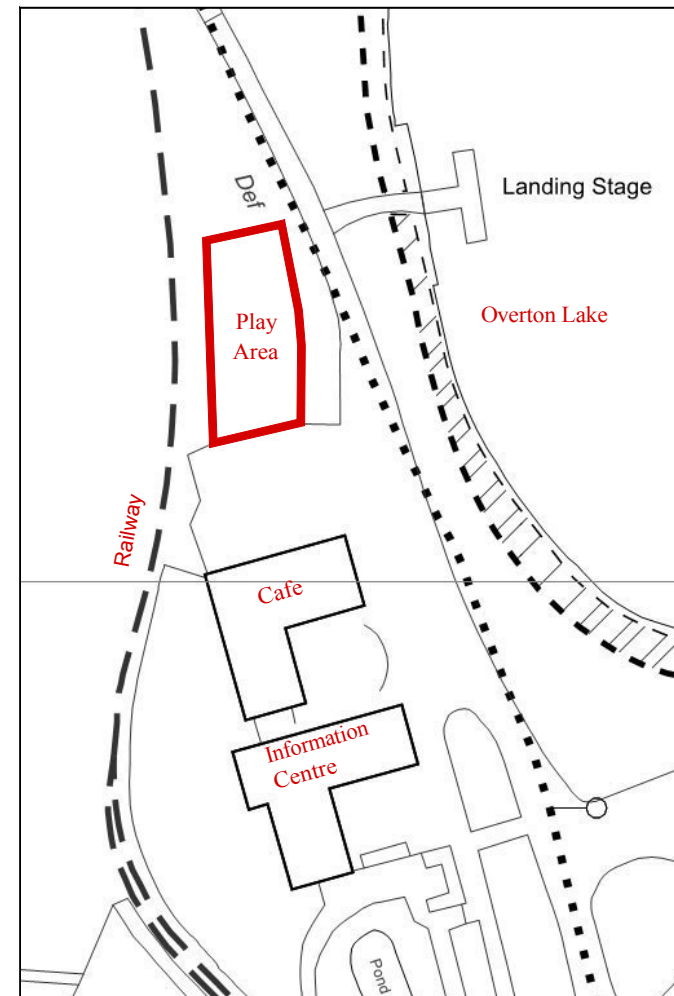 Def
Landing Stage
Play
Area
Overton Lake
Railway
Cafe
Information
Centre
Pond